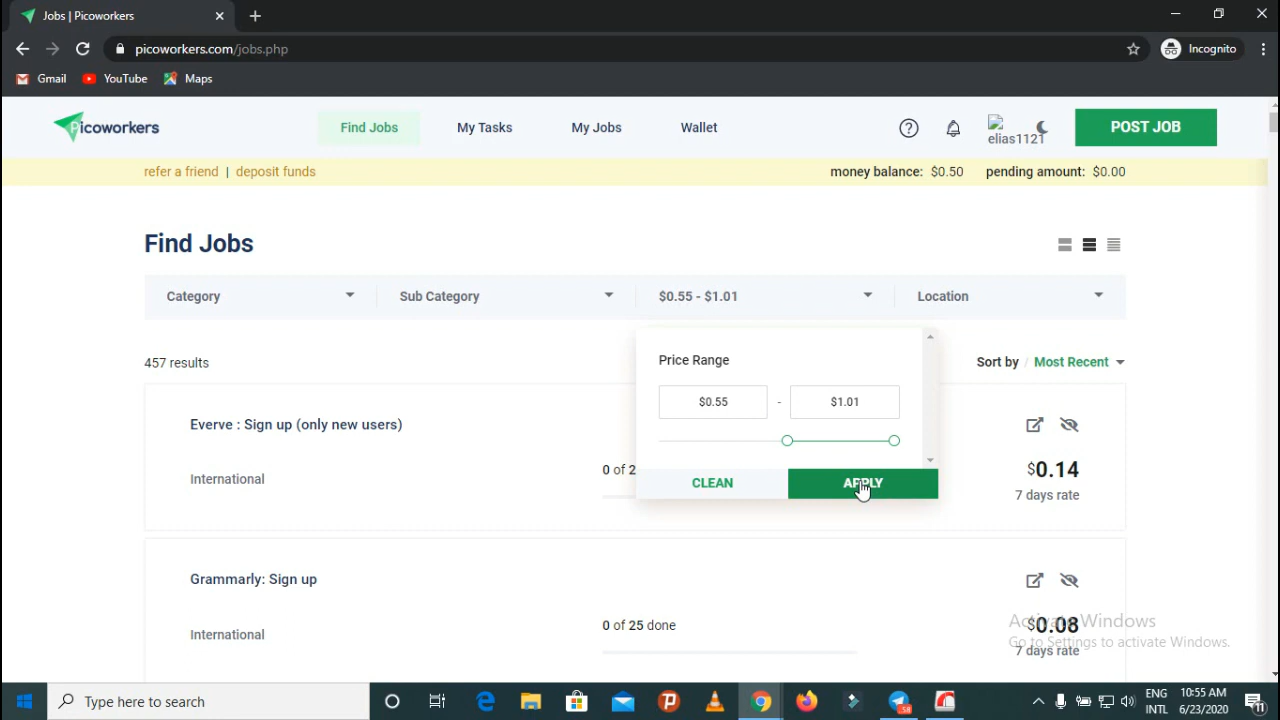 Jobs | Picoworkers
picoworkers.com/jobs.php
Incognito
Gmail YouTube Maps
Picoworkers
Find Jobs My Tasks My Jobs Wallet
elias1121
POST JOB
refer a friend | deposit funds
money balance: $0.50 pending amount: $0.00
Find Jobs
Category Sub Category $0.55 - $1.01 Location
457 results
Sort by / Most Recent
Price Range
$0.55 - $1.01
CLEAN APPLY
Everve : Sign up (only new users)
International
0 of 2
$0.14
7 days rate
Grammarly: Sign up
International
0 of 25 done
$0.08
7 days rate
Activate Windows
Go to Settings to activate Windows.
Type here to search
58
ENG
INTL
10:55 AM
6/23/2020
11